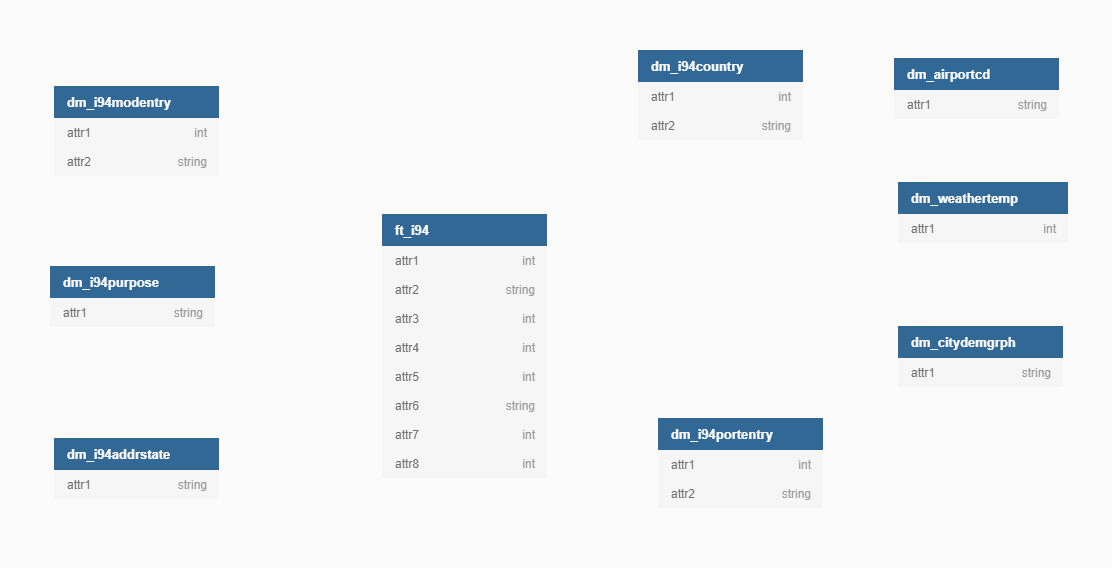 dm_i94modentry
attr1 int
attr2 string
dm_i94purpose
attr1 string
dm_i94addrstate
attr1 string
ft_i94
attr1 int
attr2 string
attr3 int
attr4 int
attr5 int
attr6 string
attr7 int
attr8 int
dm_i94country
attr1 int
attr2 string
dm_i94portentry
attr1 int
attr2 string
dm_airportcd
attr1 string
dm_weathertemp
attr1 int
dm_citydemgrph
attr1 string